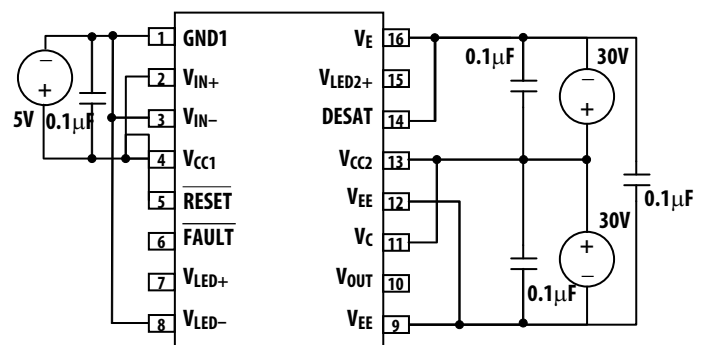 1 GND1
2 VIN+
3 VIN-
4 VCC1
5 RESET
6 FAULT
7 VLED+
8 VLED-
VE 16
VLED2+ 15
DESAT 14
VCC2 13
VEE 12
VC 11
VOUT 10
VEE 9
−
+
5V
0.1μF
0.1μF
30V
−
+
30V
+
−
0.1μF
0.1μF